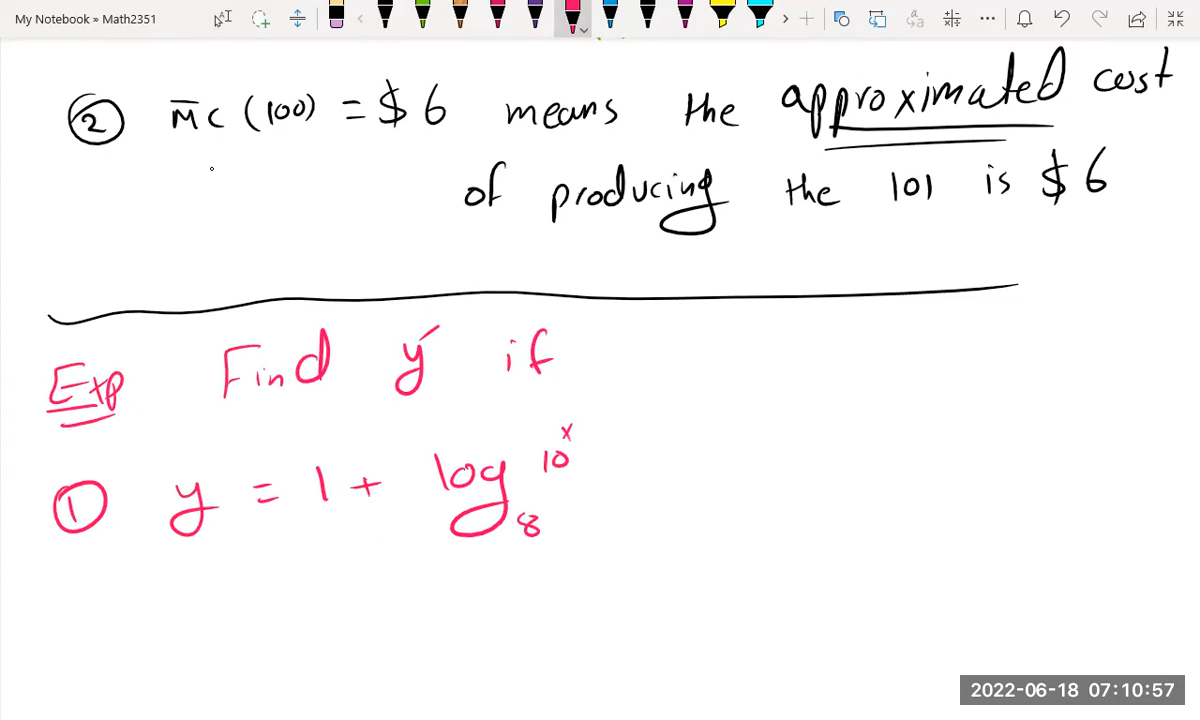 My Notebook » Math2351
② M̄C (100) = $6 means the approximated cost
of producing the 101 is $6
Exp Find y' if
① y = 1 + log₈ 10ˣ
2022-06-18 07:10:57